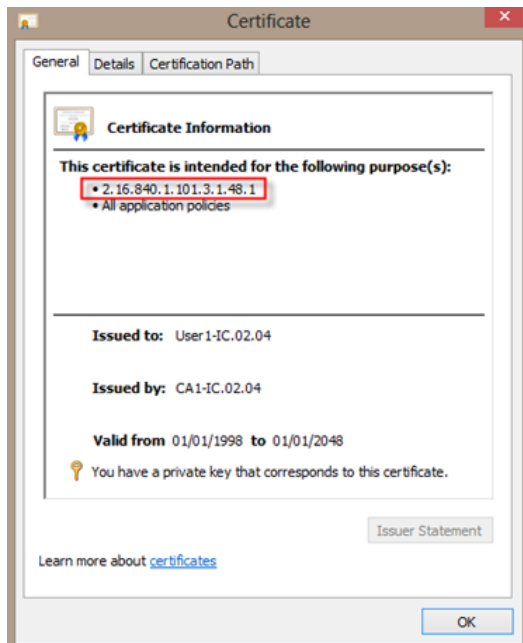 Certificate
General Details Certification Path
Certificate Information
This certificate is intended for the following purpose(s):
• 2.16.840.1.101.3.1.48.1
• All application policies
Issued to: User1-IC.02.04
Issued by: CA1-IC.02.04
Valid from 01/01/1998 to 01/01/2048
You have a private key that corresponds to this certificate.
Issuer Statement
Learn more about certificates
OK